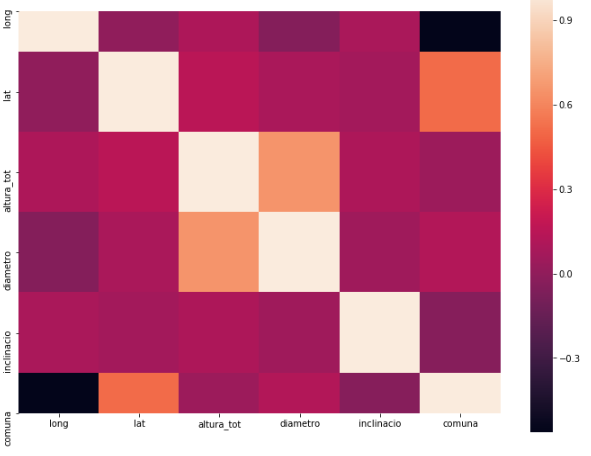 long
lat
altura_tot
diametro
inclinacio
comuna
long
lat
altura_tot
diametro
inclinacio
comuna
0.9
0.6
0.3
0.0
−0.3